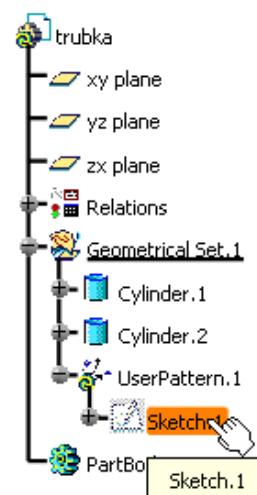 trubka
xy plane
yz plane
zx plane
Relations
Geometrical Set.1
Cylinder.1
Cylinder.2
UserPattern.1
Sketch.1
PartBo
Sketch.1